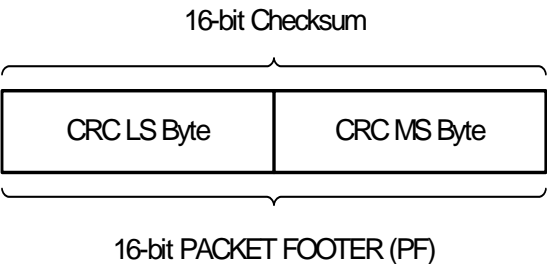 16-bit Checksum
CRC LS Byte CRC MS Byte
16-bit PACKET FOOTER (PF)